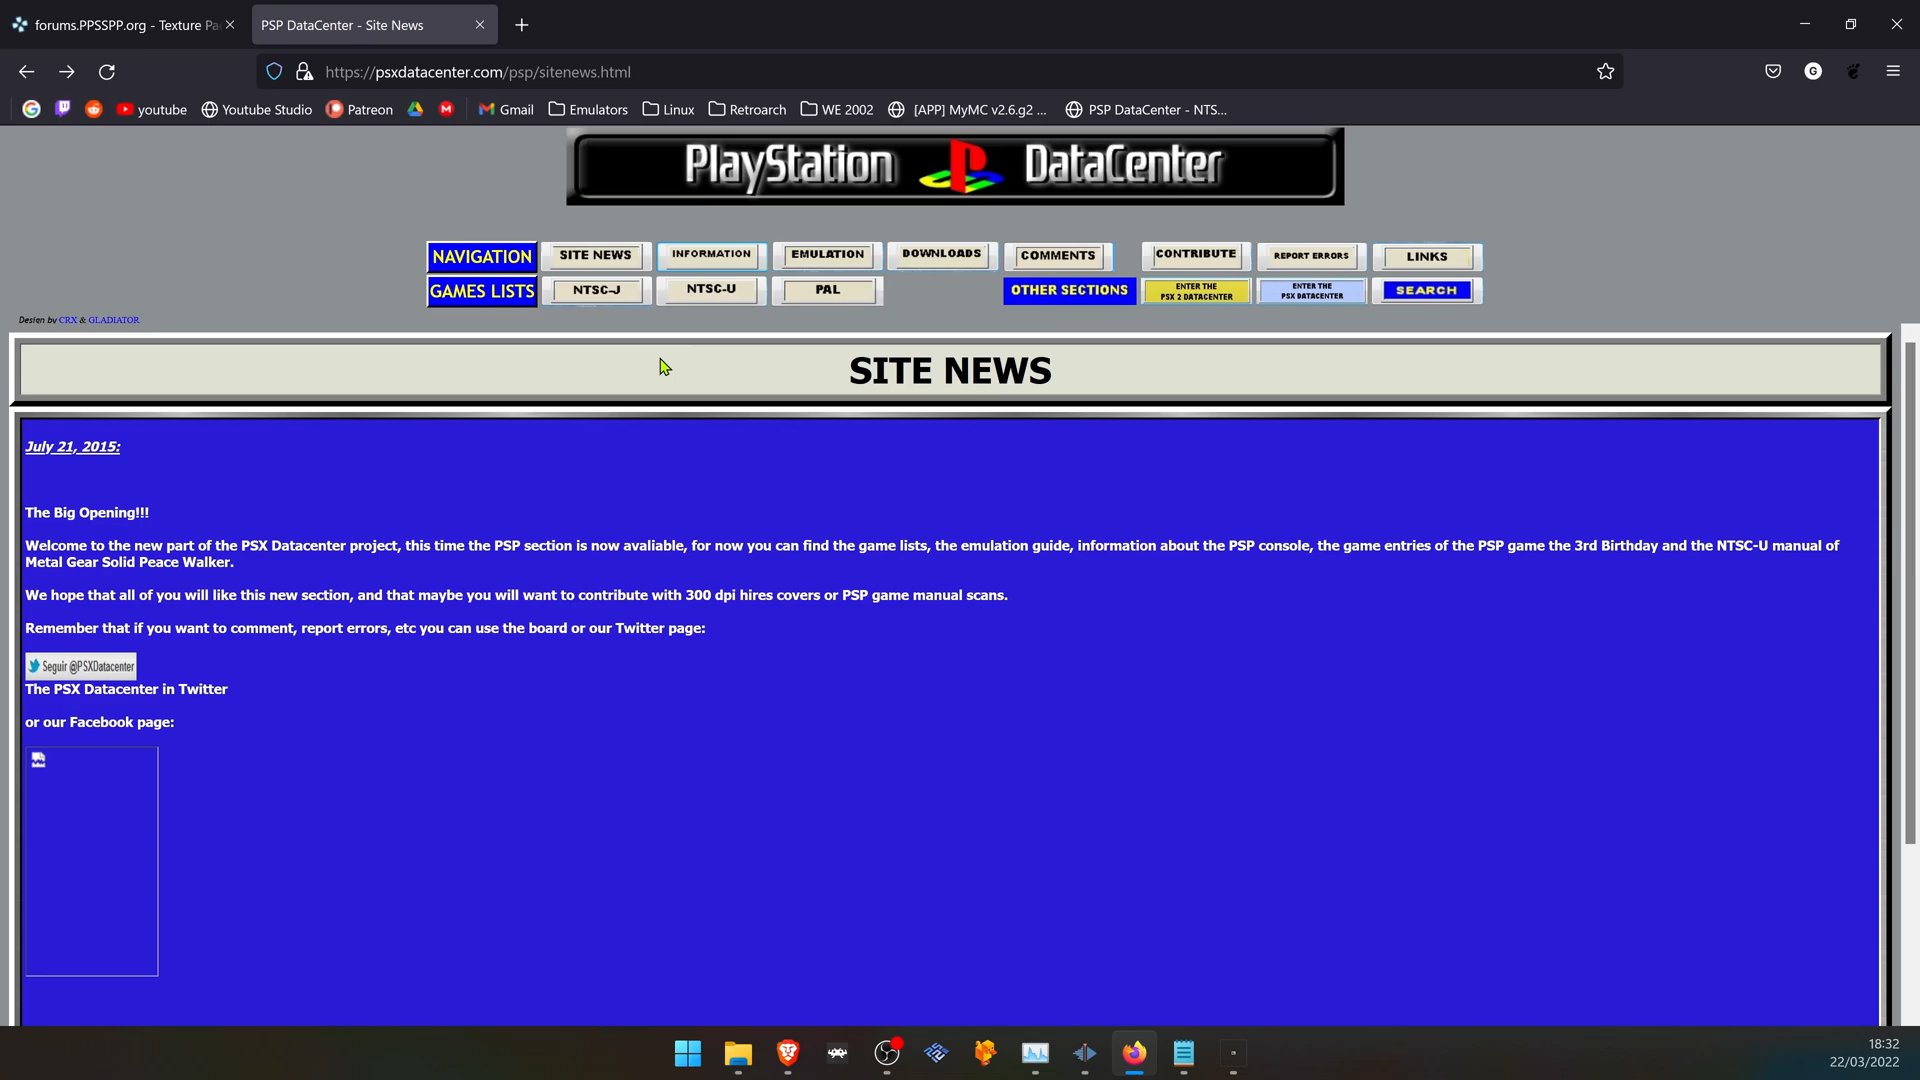 forums.PPSSPP.org - Texture Pa
PSP DataCenter - Site News
https://psxdatacenter.com/psp/sitenews.html
G
youtube
Youtube Studio
Patreon
Gmail
Emulators
Linux
Retroarch
WE 2002
[APP] MyMC v2.6.g2 ...
PSP DataCenter - NTS...
PlayStation DataCenter
NAVIGATION
SITE NEWS
INFORMATION
EMULATION
DOWNLOADS
COMMENTS
CONTRIBUTE
REPORT ERRORS
LINKS
GAMES LISTS
NTSC-J
NTSC-U
PAL
OTHER SECTIONS
ENTER THE
PSX 2 DATACENTER
ENTER THE
PSX DATACENTER
SEARCH
Design by CRX & GLADIATOR
SITE NEWS
July 21, 2015:
The Big Opening!!!
Welcome to the new part of the PSX Datacenter project, this time the PSP section is now avaliable, for now you can find the game lists, the emulation guide, information about the PSP console, the game entries of the PSP game the 3rd Birthday and the NTSC-U manual of
Metal Gear Solid Peace Walker.
We hope that all of you will like this new section, and that maybe you will want to contribute with 300 dpi hires covers or PSP game manual scans.
Remember that if you want to comment, report errors, etc you can use the board or our Twitter page:
Seguir @PSXDatacenter
The PSX Datacenter in Twitter
or our Facebook page:
18:32
22/03/2022